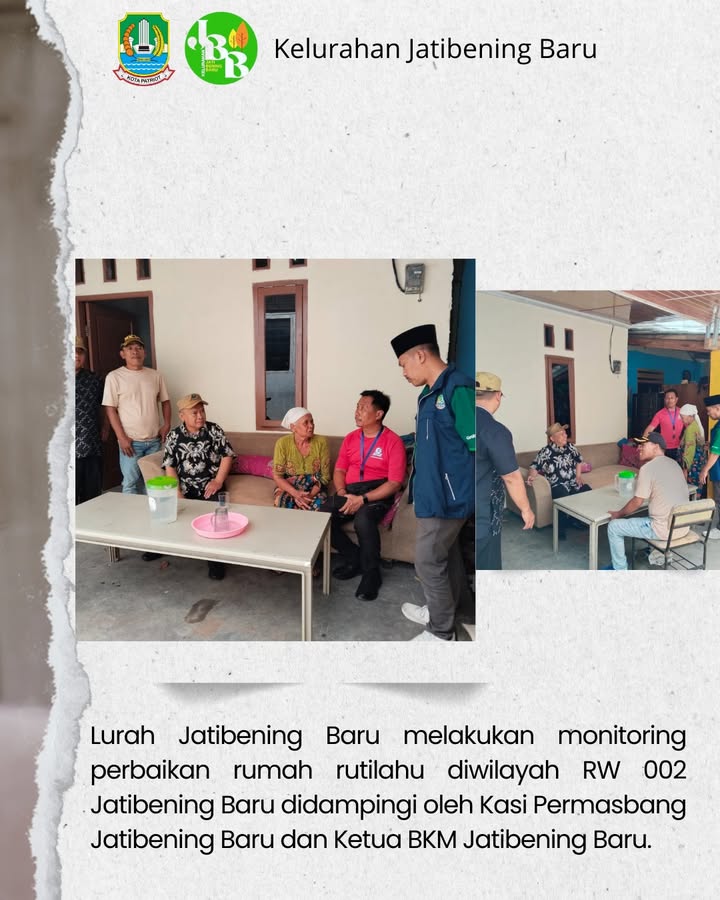 Kelurahan Jatibening Baru
KOTA PATRIOT
JBB
Lurah Jatibening Baru melakukan monitoring
perbaikan rumah rutilahu diwilayah RW 002
Jatibening Baru didampingi oleh Kasi Permasbang
Jatibening Baru dan Ketua BKM Jatibening Baru.